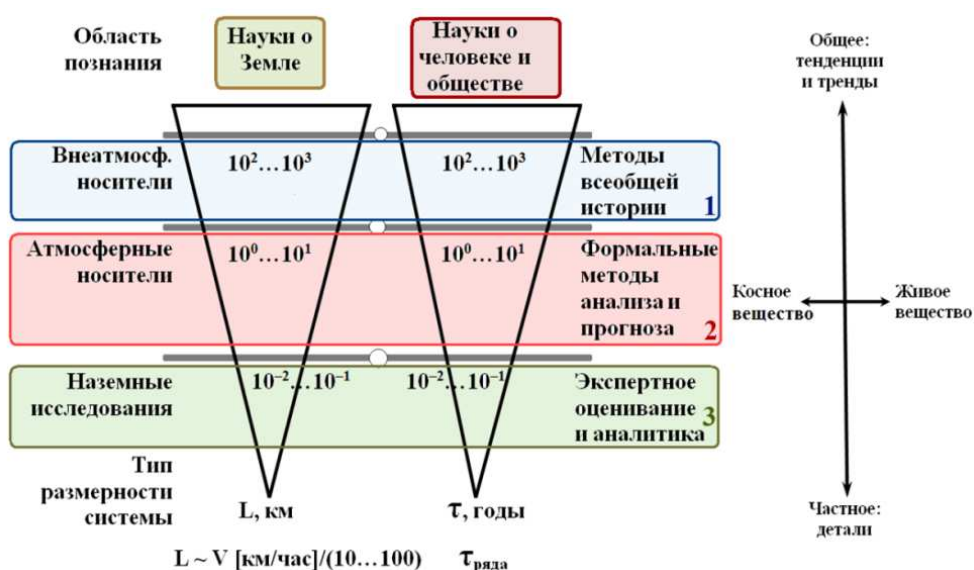 Область
познания
Науки о
Земле
Науки о
человеке и
обществе
Общее:
тенденции
и тренды
Внеатмосф.
носители
10²…10³
10²…10³
Методы
всеобщей
истории
1
Атмосферные
носители
10⁰…10¹
10⁰…10¹
Формальные
методы
анализа и
прогноза
2
Косное
вещество
Живое
вещество
Наземные
исследования
10⁻²…10⁻¹
10⁻²…10⁻¹
Экспертное
оценивание
и аналитика
3
Тип
размерности
системы
L, км
τ, годы
Частное:
детали
L ~ V [км/час]/(10…100)
τряда